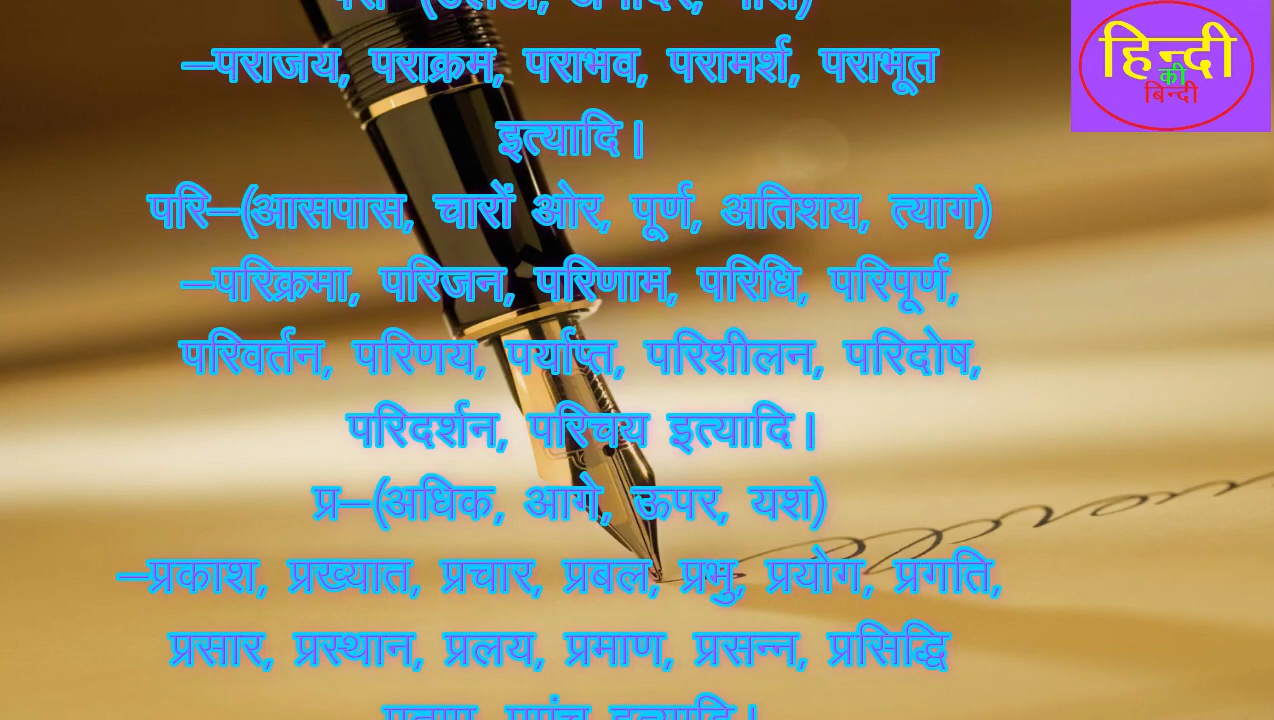 —पराजय, पराक्रम, पराभव, परामर्श, पराभूत
इत्यादि।
परि—(आसपास, चारों ओर, पूर्ण, अतिशय, त्याग)
—परिक्रमा, परिजन, परिणाम, परिधि, परिपूर्ण,
परिवर्तन, परिणय, पर्याप्त, परिशीलन, परिदोष,
परिदर्शन, परिचय इत्यादि।
प्र—(अधिक, आगे, ऊपर, यश)
—प्रकाश, प्रख्यात, प्रचार, प्रबल, प्रभु, प्रयोग, प्रगति,
प्रसार, प्रस्थान, प्रलय, प्रमाण, प्रसन्न, प्रसिद्धि
इत्यादि।
हिन्दी
की
बिन्दी